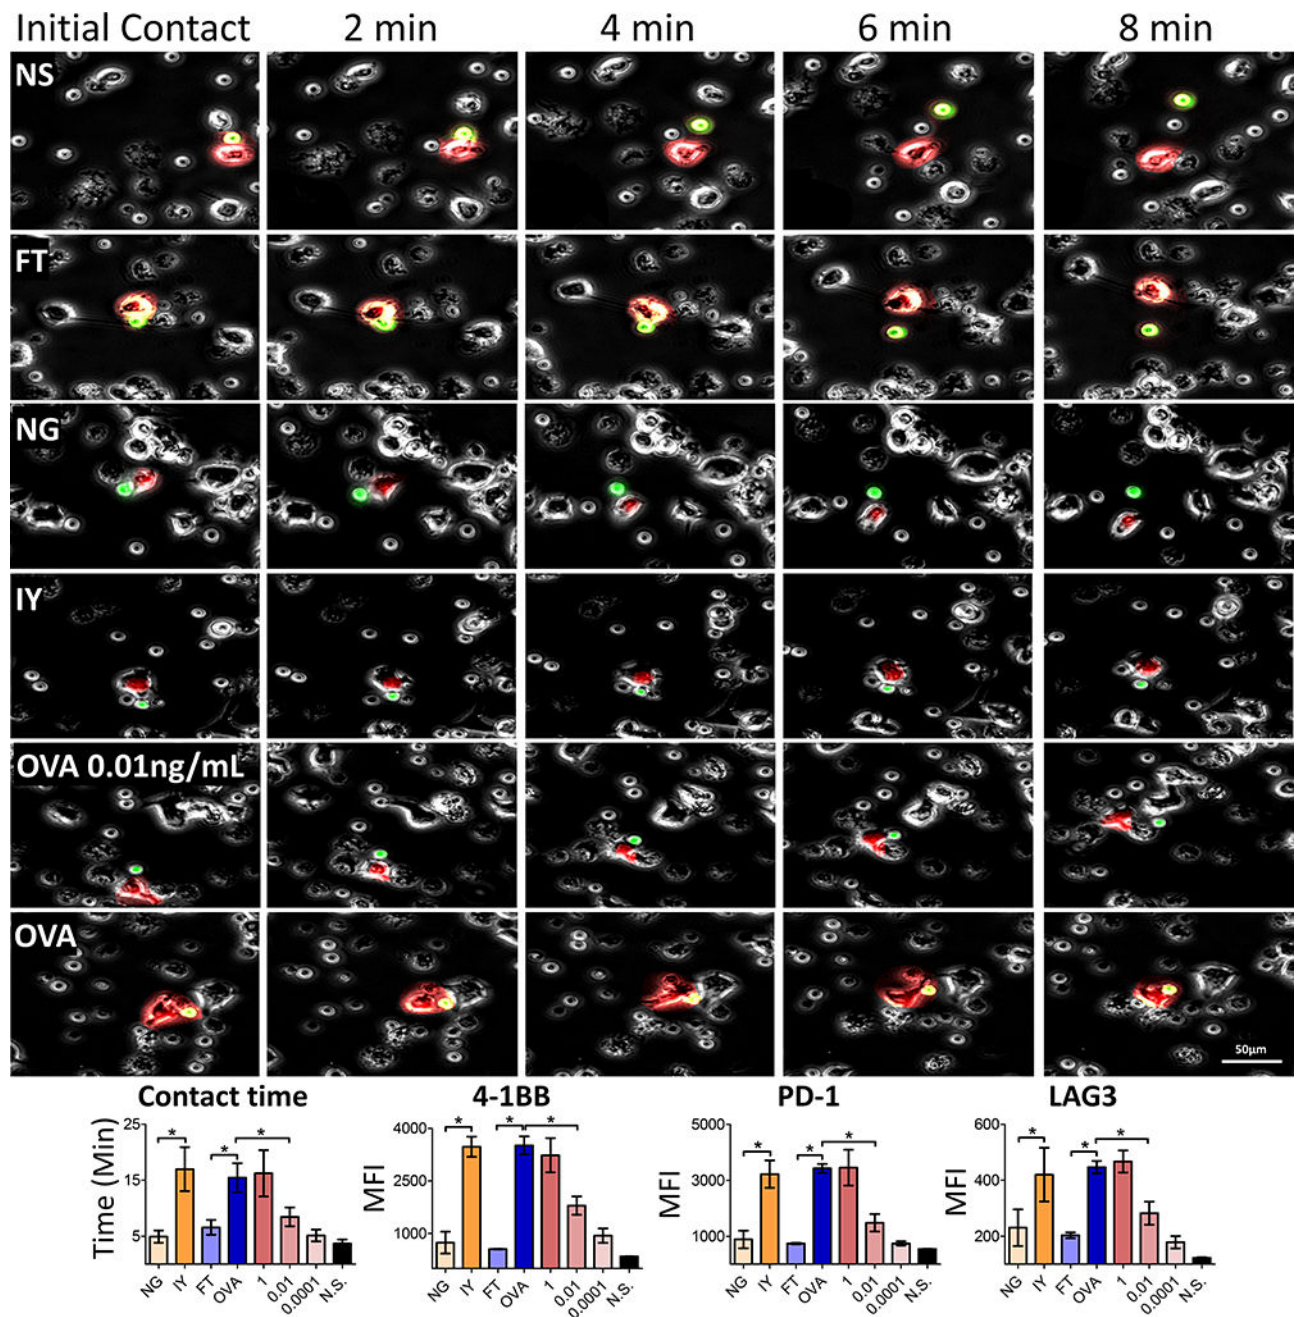 Initial Contact 2 min 4 min 6 min 8 min
NS
FT
NG
IY
OVA 0.01ng/mL
OVA
50μm
Contact time
Time (Min)
25
15
5
*
*
*
NG IY FT OVA 1 0.01 0.0001 N.S.
4-1BB
MFI
4000
2500
1000
*
*
*
NG IY FT OVA 1 0.01 0.0001 N.S.
PD-1
MFI
5000
3000
1000
*
*
*
NG IY FT OVA 1 0.01 0.0001 N.S.
LAG3
MFI
600
400
200
*
*
*
NG IY FT OVA 1 0.01 0.0001 N.S.